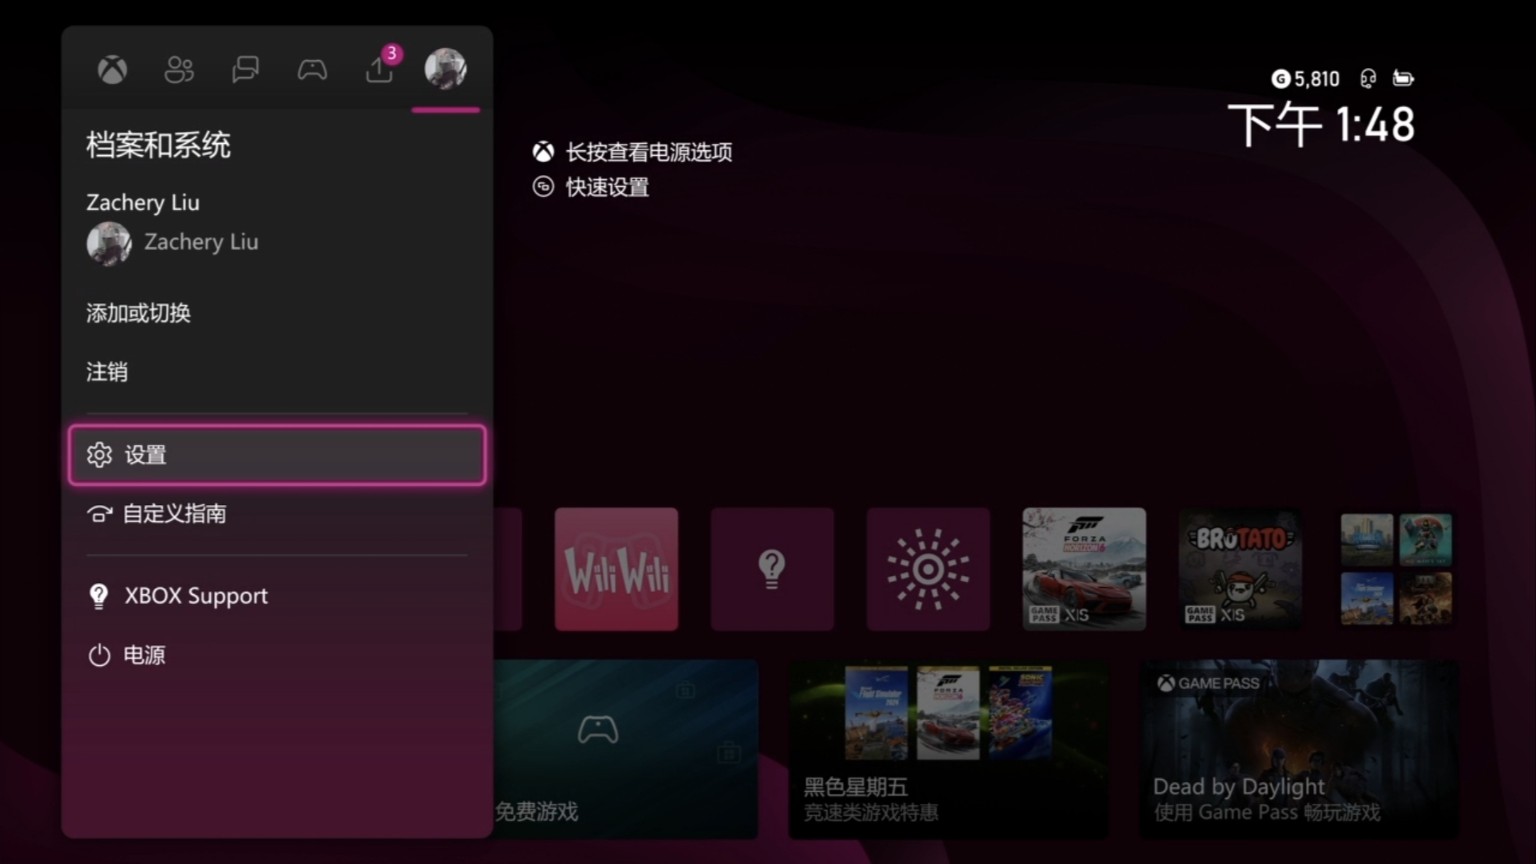 3
档案和系统
Zachery Liu
Zachery Liu
添加或切换
注销
设置
自定义指南
XBOX Support
电源
长按查看电源选项
快速设置
G 5,810
下午 1:48
WiliWili
FORZA
GAME PASS X|S
BROTATO
GAME PASS X|S
免费游戏
FORZA
黑色星期五
竞速类游戏特惠
GAME PASS
Dead by Daylight
使用 Game Pass 畅玩游戏